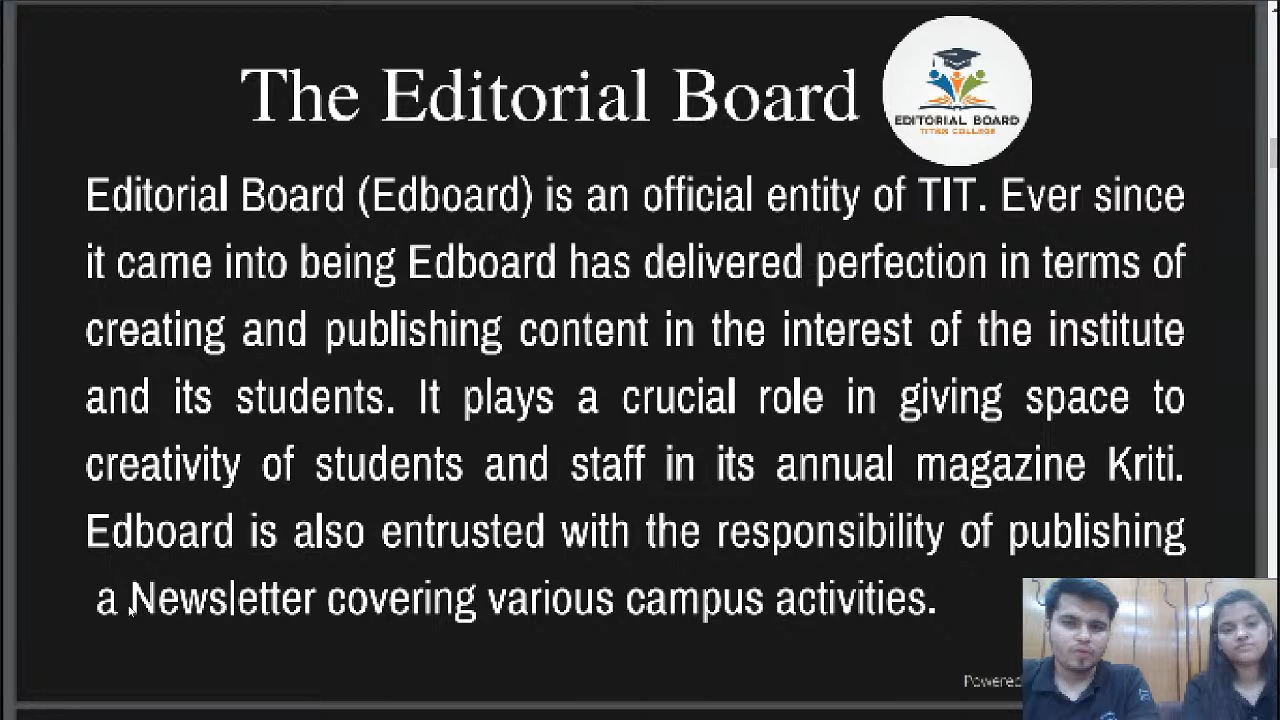 The Editorial Board
EDITORIAL BOARD
TIT&S COLLEGE
Editorial Board (Edboard) is an official entity of TIT. Ever since
it came into being Edboard has delivered perfection in terms of
creating and publishing content in the interest of the institute
and its students. It plays a crucial role in giving space to
creativity of students and staff in its annual magazine Kriti.
Edboard is also entrusted with the responsibility of publishing
a Newsletter covering various campus activities.
Powered